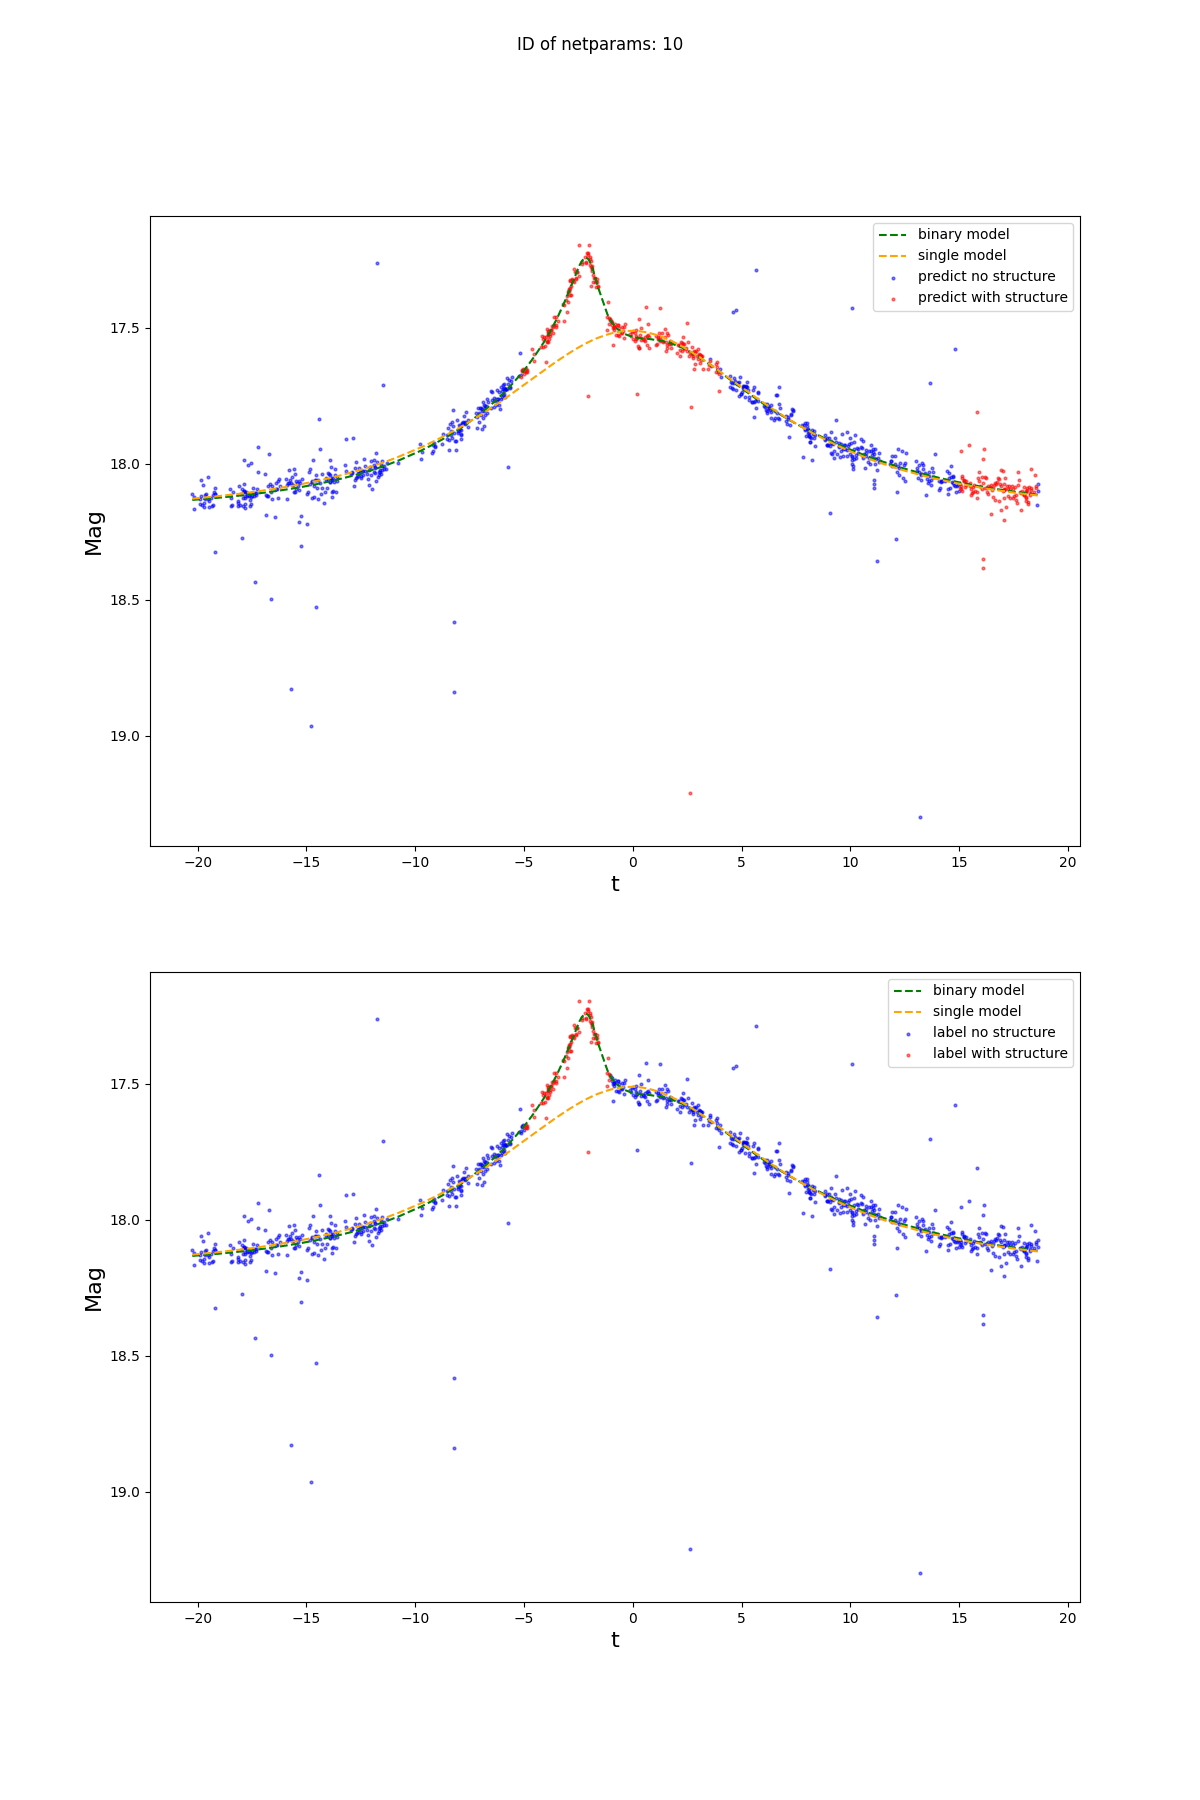 ID of netparams: 10
binary model
single model
predict no structure
predict with structure
17.5
18.0
18.5
19.0
Mag
−20 −15 −10 −5 0 5 10 15 20
t
binary model
single model
label no structure
label with structure
17.5
18.0
18.5
19.0
Mag
−20 −15 −10 −5 0 5 10 15 20
t